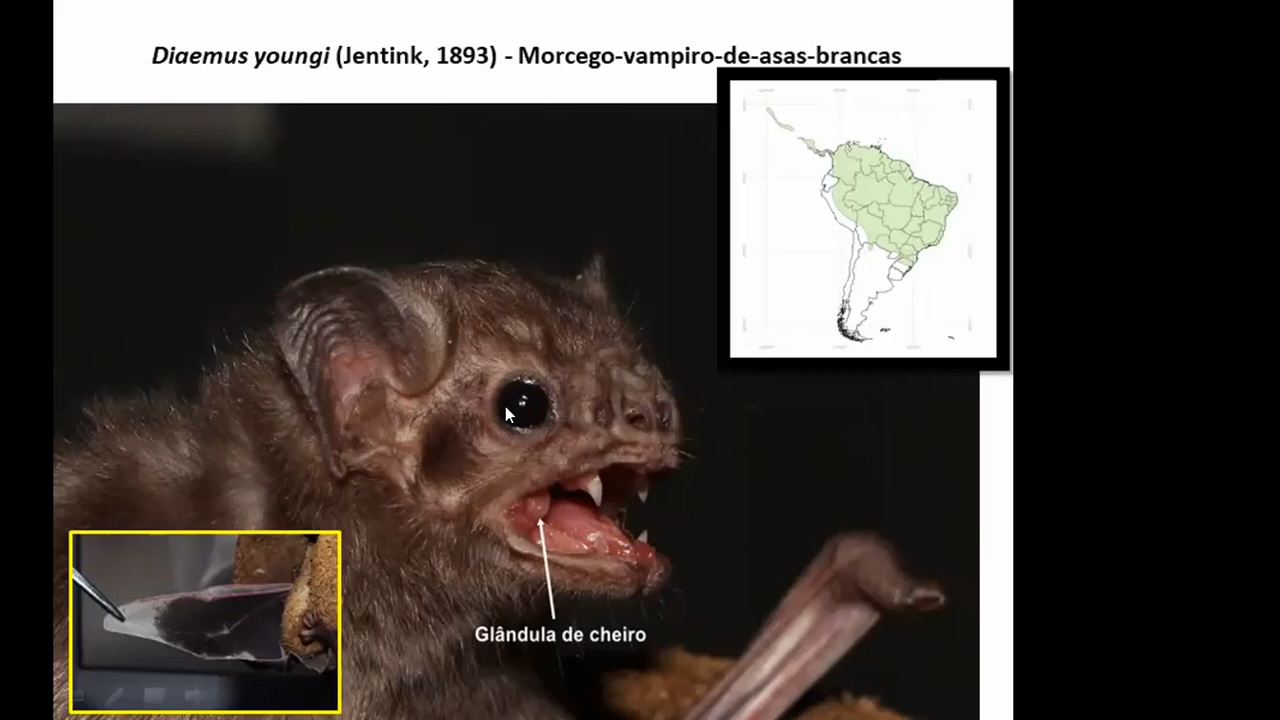 Diaemus youngi (Jentink, 1893) - Morcego-vampiro-de-asas-brancas
Glândula de cheiro